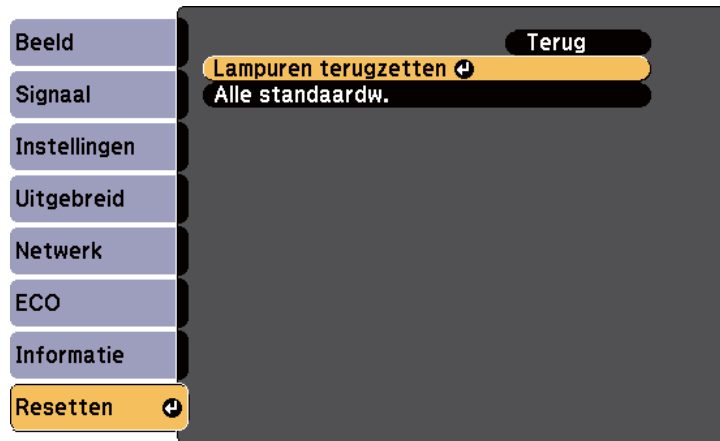 Beeld
Signaal
Instellingen
Uitgebreid
Netwerk
ECO
Informatie
Resetten
Terug
Lampuren terugzetten
Alle standaardw.